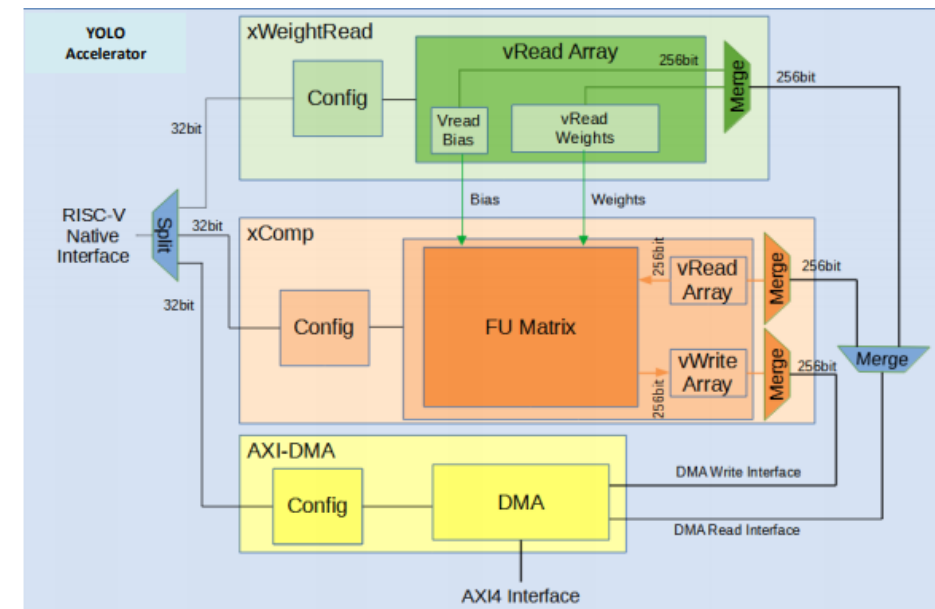 YOLO
Accelerator
xWeightRead
vRead Array
Config
Vread
Bias
vRead
Weights
256bit
Merge
256bit
32bit
Bias
Weights
RISC-V
Native
Interface
Split
32bit
32bit
xComp
Config
FU Matrix
256bit
vRead
Array
Merge
256bit
256bit
vWrite
Array
Merge
256bit
Merge
AXI-DMA
Config
DMA
DMA Write Interface
DMA Read Interface
AXI4 Interface